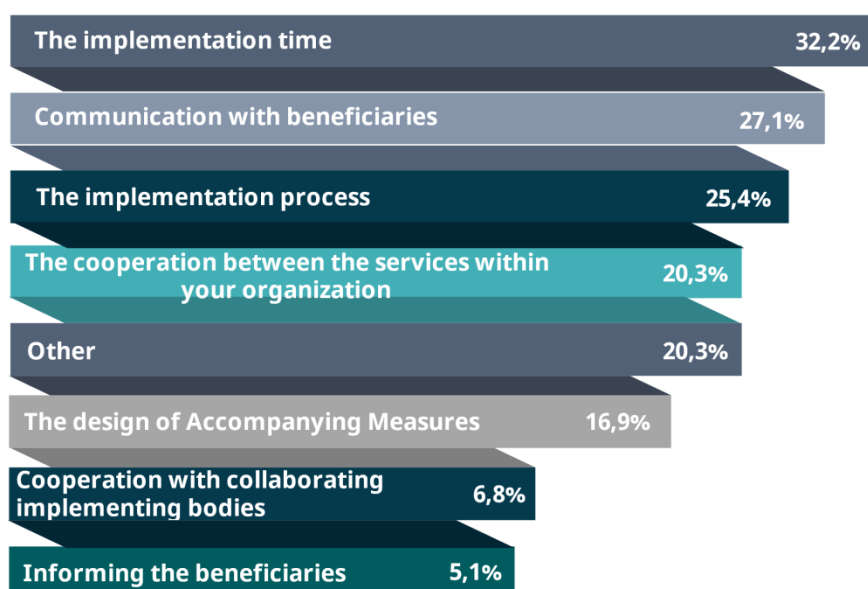 The implementation time 32,2%
Communication with beneficiaries 27,1%
The implementation process 25,4%
The cooperation between the services within
your organization 20,3%
Other 20,3%
The design of Accompanying Measures 16,9%
Cooperation with collaborating
implementing bodies 6,8%
Informing the beneficiaries 5,1%